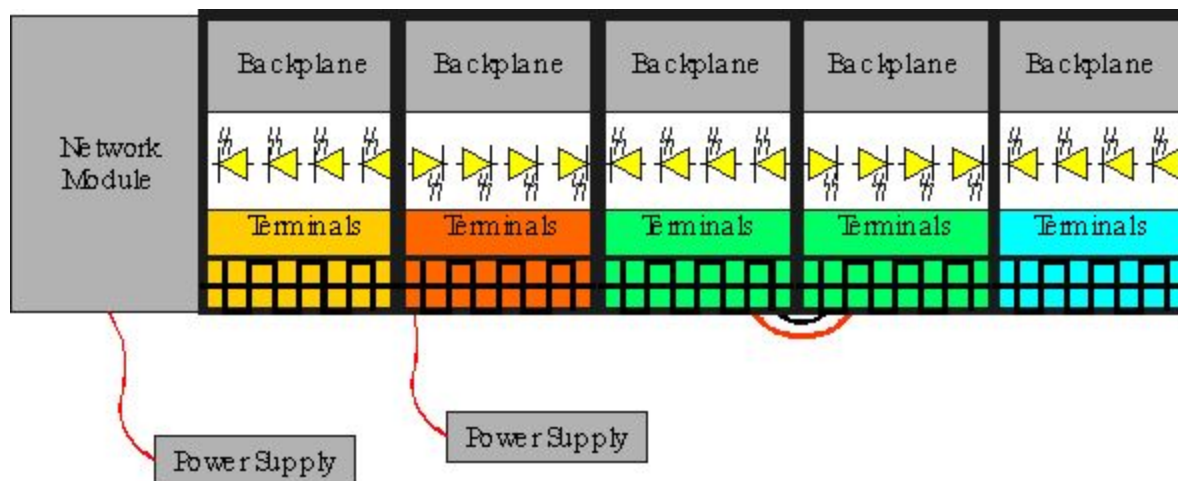 Backplane Backplane Backplane Backplane Backplane
Network
Module
Terminals Terminals Terminals Terminals Terminals
Power Supply
Power Supply